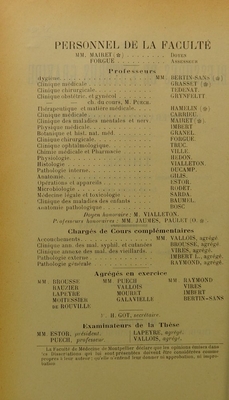 PERSONNEL DE LA FACULTÉ
MM. MAIRET (✻) DOYEN
FORGUE ASSESSEUR
Professeurs
Hygiène MM. BERTIN-SANS (✻)
Clinique médicale GRASSET (✻)
Clinique chirurgicale TEDENAT
Clinique obstétric. et gynécol GRYNFELTT
— — ch. du cours, M. PUECH.
Thérapeutique et matière médicale HAMELIN (✻)
Clinique médicale CARRIEU
Clinique des maladies mentales et nerv. MAIRET (✻)
Physique médicale IMBERT
Botanique et hist. nat. méd. GRANEL
Clinique chirurgicale FORGUE
Clinique ophtalmologique TRUC
Chimie médicale et Pharmacie VILLE
Physiologie HEDON
Histologie VIALLETON
Pathologie interne DUCAMP
Anatomie GILIS
Opérations et appareils ESTOR
Microbiologie RODET
Médecine légale et toxicologie SARDA
Clinique des maladies des enfants BAUMEL
Anatomie pathologique BOSC
Doyen honoraire : M. VIALLETON.
Professeurs honoraires : MM. JAUMES, PAULET (O. ✻)
Chargés de Cours complémentaires
Accouchements MM. VALLOIS, agrégé
Clinique ann. des mal. syphil. et cutanées BROUSSE, agrégé
Clinique annexe des mal. des vieillards VIRES, agrégé
Pathologie externe IMBERT L., agrégé
Pathologie générale RAYMOND, agrégé
Agrégés en exercice
MM. BROUSSE MM. PUECH MM. RAYMOND
RAUZIER VALLOIS VIRES
LAPEYRE MOURET IMBERT
MOITESSIER GALAVIELLE BERTIN-SANS
DE ROUVILLE
H. GOT, secrétaire.
Examinateurs de la Thèse
MM. ESTOR, président. LAPEYRE, agrégé.
PUECH, professeur. VALLOIS, agrégé.
La Faculté de Médecine de Montpellier déclare que les opinions émises dans
les Dissertations qui lui sont présentées doivent être considérées comme
propres à leur auteur ; qu'elle n'entend leur donner ni approbation, ni impro-
bation